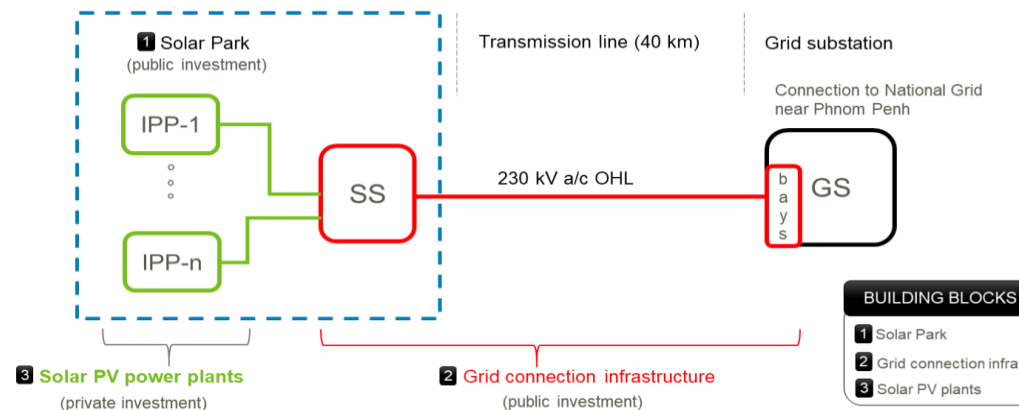 1 Solar Park
(public investment)
Transmission line (40 km)
Grid substation
Connection to National Grid
near Phnom Penh
IPP-1
SS
230 kV a/c OHL
bays
GS
IPP-n
BUILDING BLOCKS
1 Solar Park
2 Grid connection infra
3 Solar PV plants
3 Solar PV power plants
(private investment)
2 Grid connection infrastructure
(public investment)